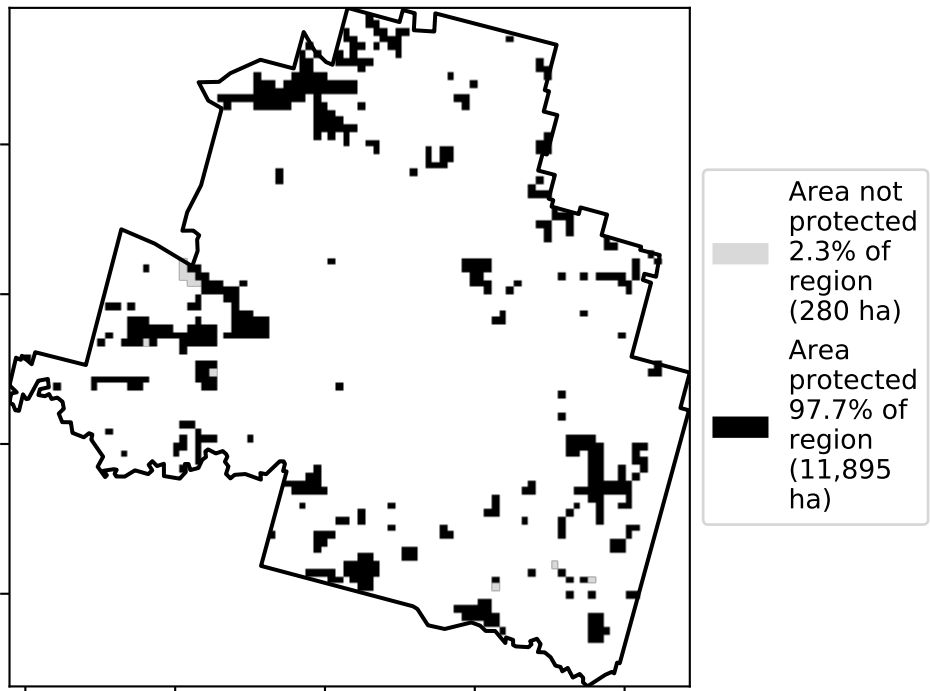 Area not
protected
2.3% of
region
(280 ha)
Area
protected
97.7% of
region
(11,895
ha)